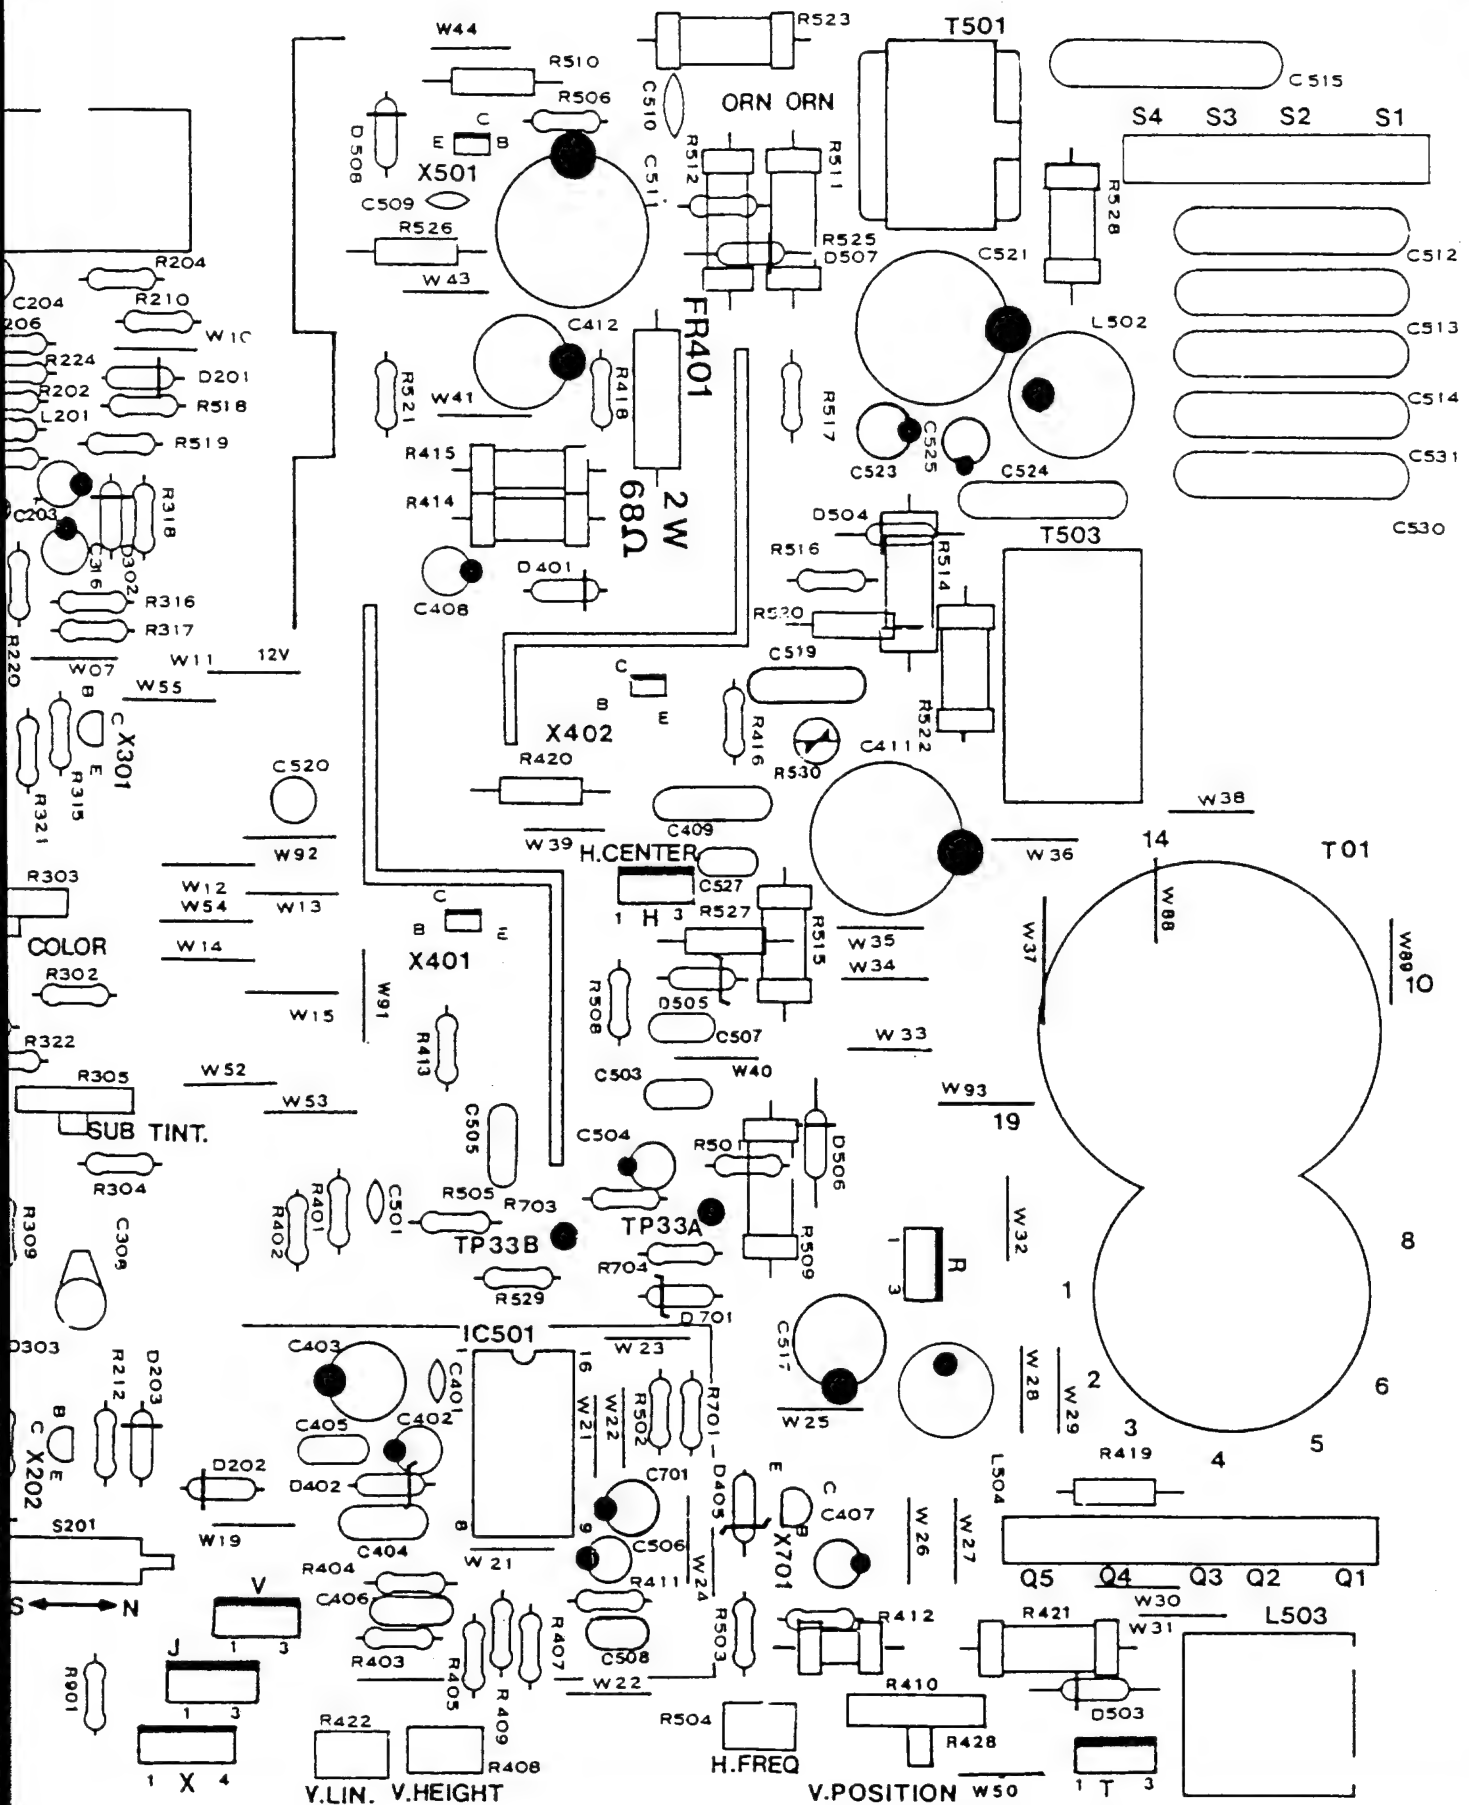 W44
R523
T501
R510
C515
R506
C510
ORN ORN
D508
C
E B
X501
S4 S3 S2 S1
R512
R511
C511
C509
R526
R528
R525
D507
C521
C512
W43
R204
C204
R210
206
W10
C412
FR401
L502
C513
R224
D201
R202
R518
L201
R519
R521
W41
R418
R517
C514
C523
C525
C524
C531
R415
R414
68Ω
2W
C203
R318
C316
D302
D504
T503
C530
R516
R514
D401
C408
R316
R317
R520
R220
W07
W11
12V
W55
C519
C
B
E
X402
R416
R522
B
C
E
X301
R315
R321
C520
R420
R530
C411
C409
W38
W92
W39
H.CENTER
W36
14
T01
R303
W12
W54
W13
C527
1 H 3
R527
W88
W37
W89
10
COLOR
W14
C
B
E
X401
R515
W35
W34
R302
W15
W91
R508
D505
C507
W33
R322
R413
W40
R305
W52
W53
C503
W93
19
SUB TINT.
C505
C504
R501
D506
R304
R309
C308
R402
R401
C501
R505
R703
TP33B
TP33A
R509
W32
8
R704
R529
1
3
R
1
D701
D303
IC501
C403
1
16
W23
C517
R212
D203
C401
C405
C402
W21
W22
R502
R701
W25
W28
W29
2
3
4
5
6
R419
B
C
E
X202
D202
D402
C701
D405
E
C
B
X701
C407
L504
S201
W19
C404
8
9
W21
C506
W24
W26
W27
R404
R411
Q5 Q4 Q3 Q2 Q1
S N
V
C406
W30
1 3
R403
R405
R409
R407
C508
R503
R412
R421
W31
L503
J
R901
1 3
W22
R410
D503
R422
R504
R428
1 X 4
R408
H.FREQ
V.LIN. V.HEIGHT
V.POSITION
W50
1 T 3